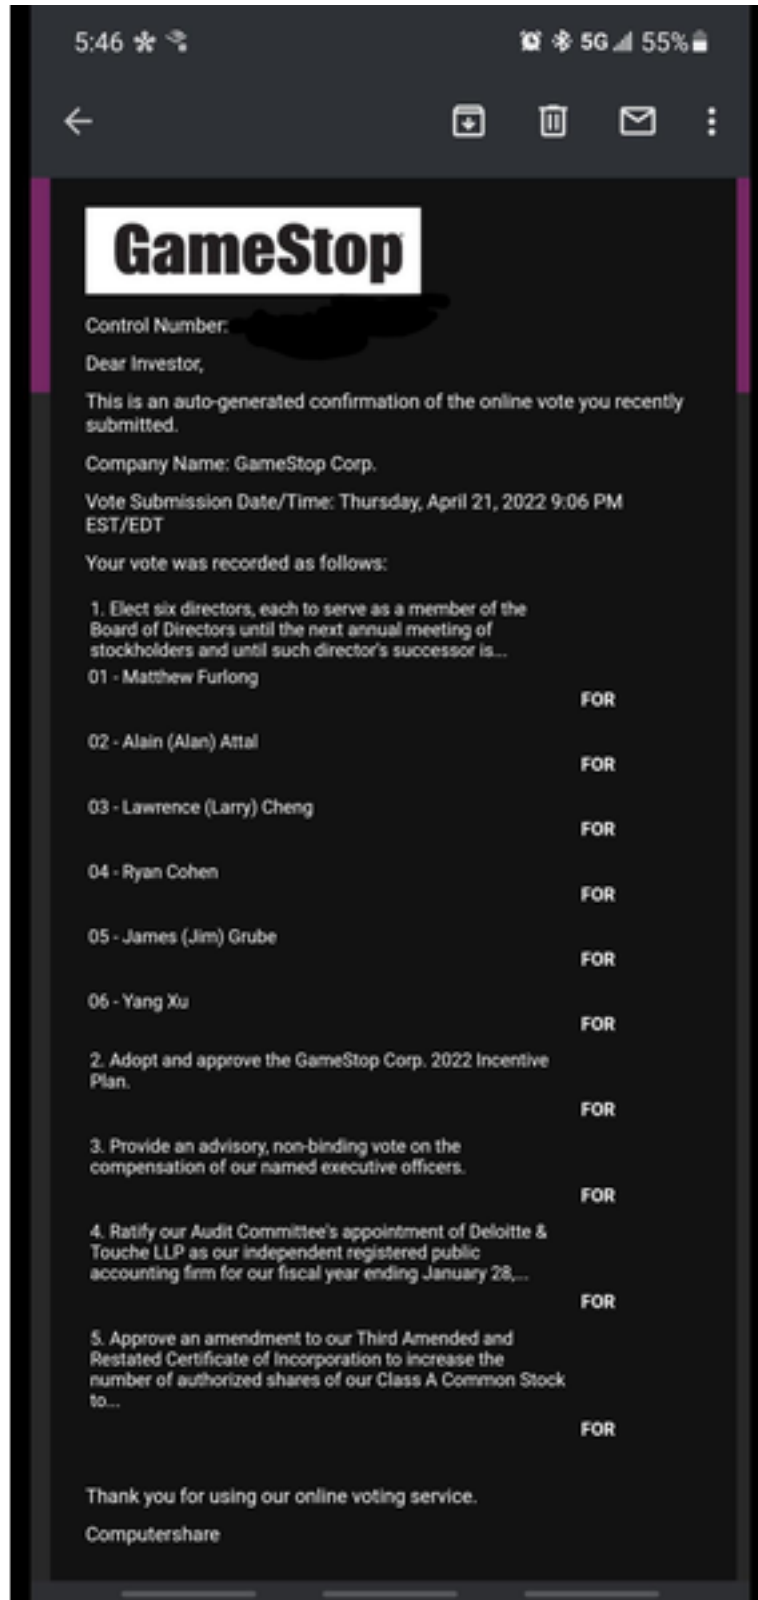 5:46 5G 55%
GameStop
Control Number:
Dear Investor,
This is an auto-generated confirmation of the online vote you recently
submitted.
Company Name: GameStop Corp.
Vote Submission Date/Time: Thursday, April 21, 2022 9:06 PM
EST/EDT
Your vote was recorded as follows:
1. Elect six directors, each to serve as a member of the
Board of Directors until the next annual meeting of
stockholders and until such director's successor is...
01 - Matthew Furlong
FOR
02 - Alain (Alan) Attal
FOR
03 - Lawrence (Larry) Cheng
FOR
04 - Ryan Cohen
FOR
05 - James (Jim) Grube
FOR
06 - Yang Xu
FOR
2. Adopt and approve the GameStop Corp. 2022 Incentive
Plan.
FOR
3. Provide an advisory, non-binding vote on the
compensation of our named executive officers.
FOR
4. Ratify our Audit Committee's appointment of Deloitte &
Touche LLP as our independent registered public
accounting firm for our fiscal year ending January 28,...
FOR
5. Approve an amendment to our Third Amended and
Restated Certificate of Incorporation to increase the
number of authorized shares of our Class A Common Stock
to...
FOR
Thank you for using our online voting service.
Computershare